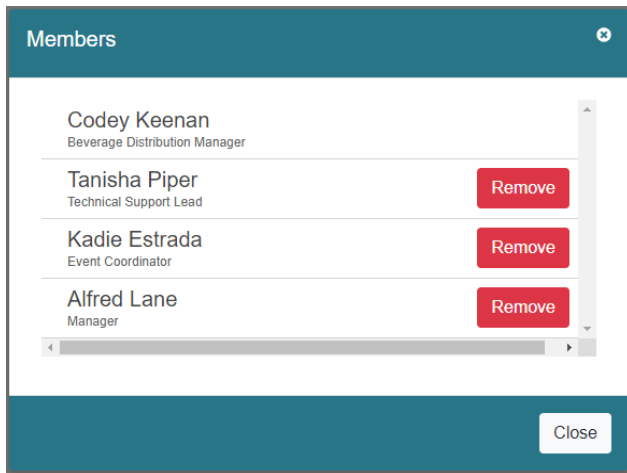 Members
Codey Keenan
Beverage Distribution Manager
Tanisha Piper
Technical Support Lead
Remove
Kadie Estrada
Event Coordinator
Remove
Alfred Lane
Manager
Remove
Close